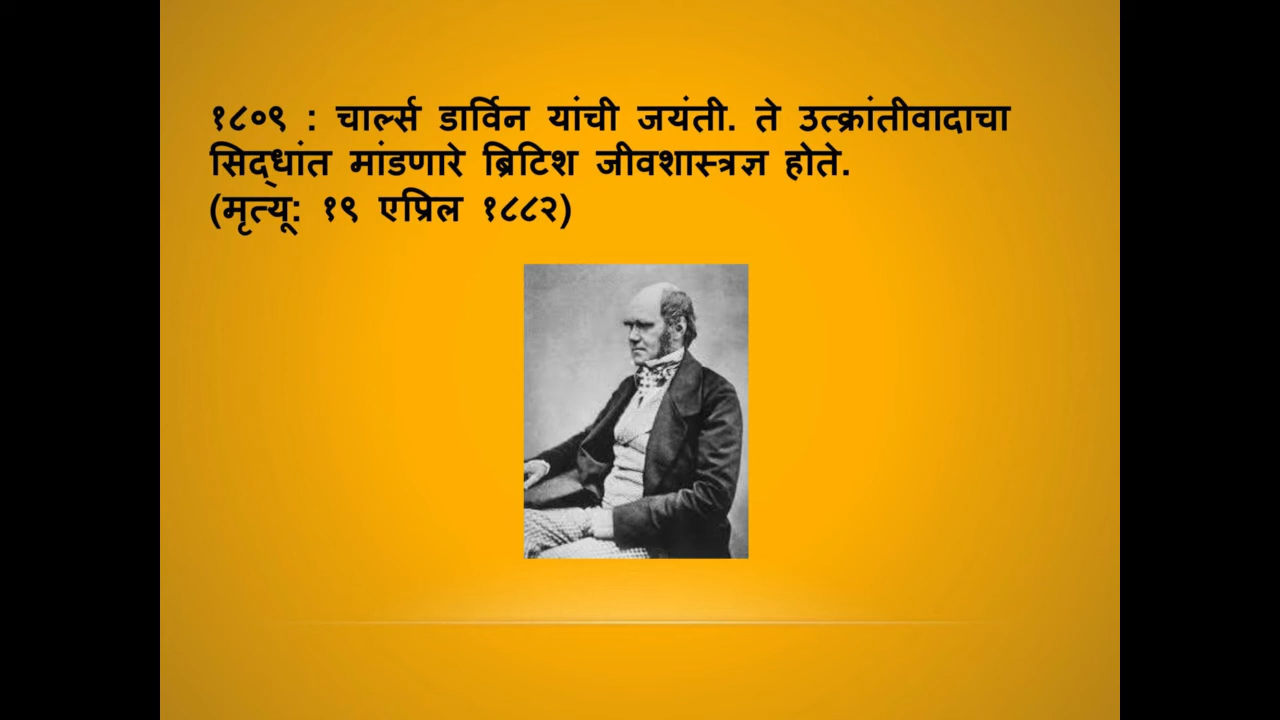 १८०९ : चार्ल्स डार्विन यांची जयंती. ते उत्क्रांतीवादाचा
सिद्धांत मांडणारे ब्रिटिश जीवशास्त्रज्ञ होते.
(मृत्यू: १९ एप्रिल १८८२)